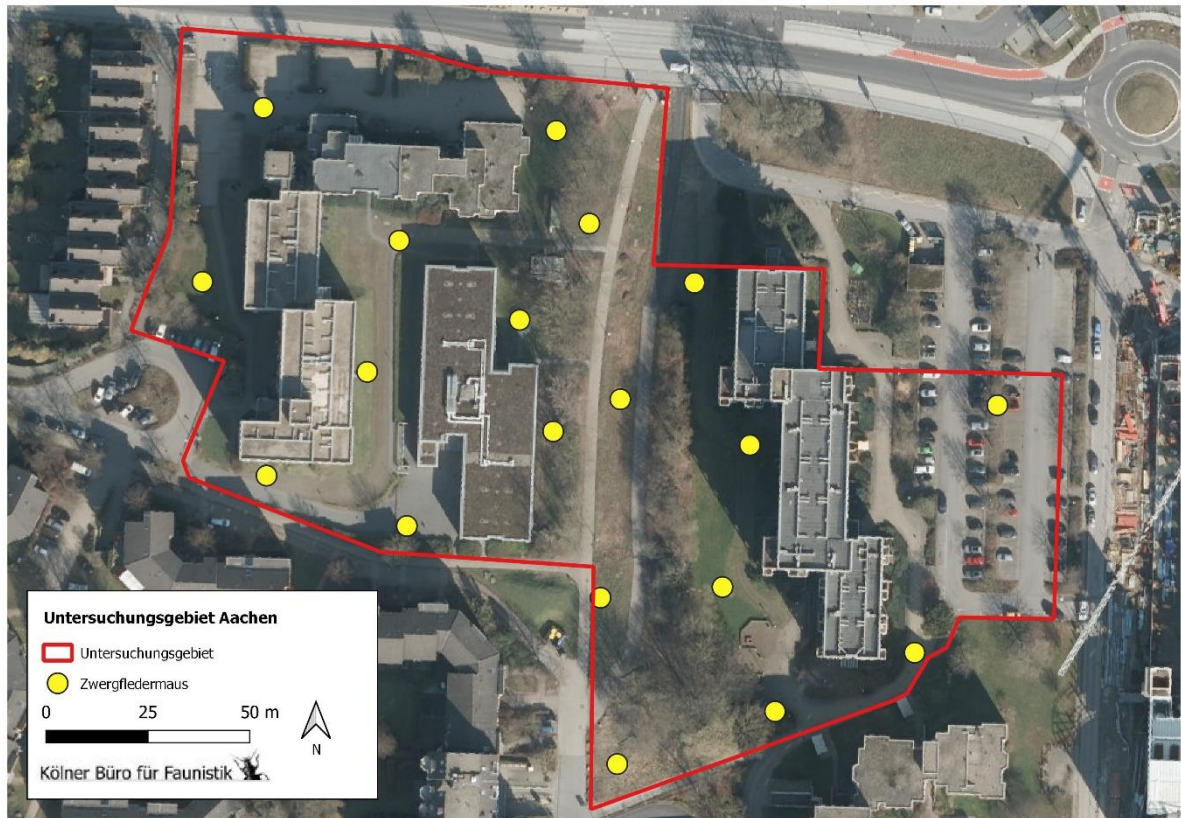 Untersuchungsgebiet Aachen
Untersuchungsgebiet
Zwergfledermaus
0 25 50 m
N
Kölner Büro für Faunistik